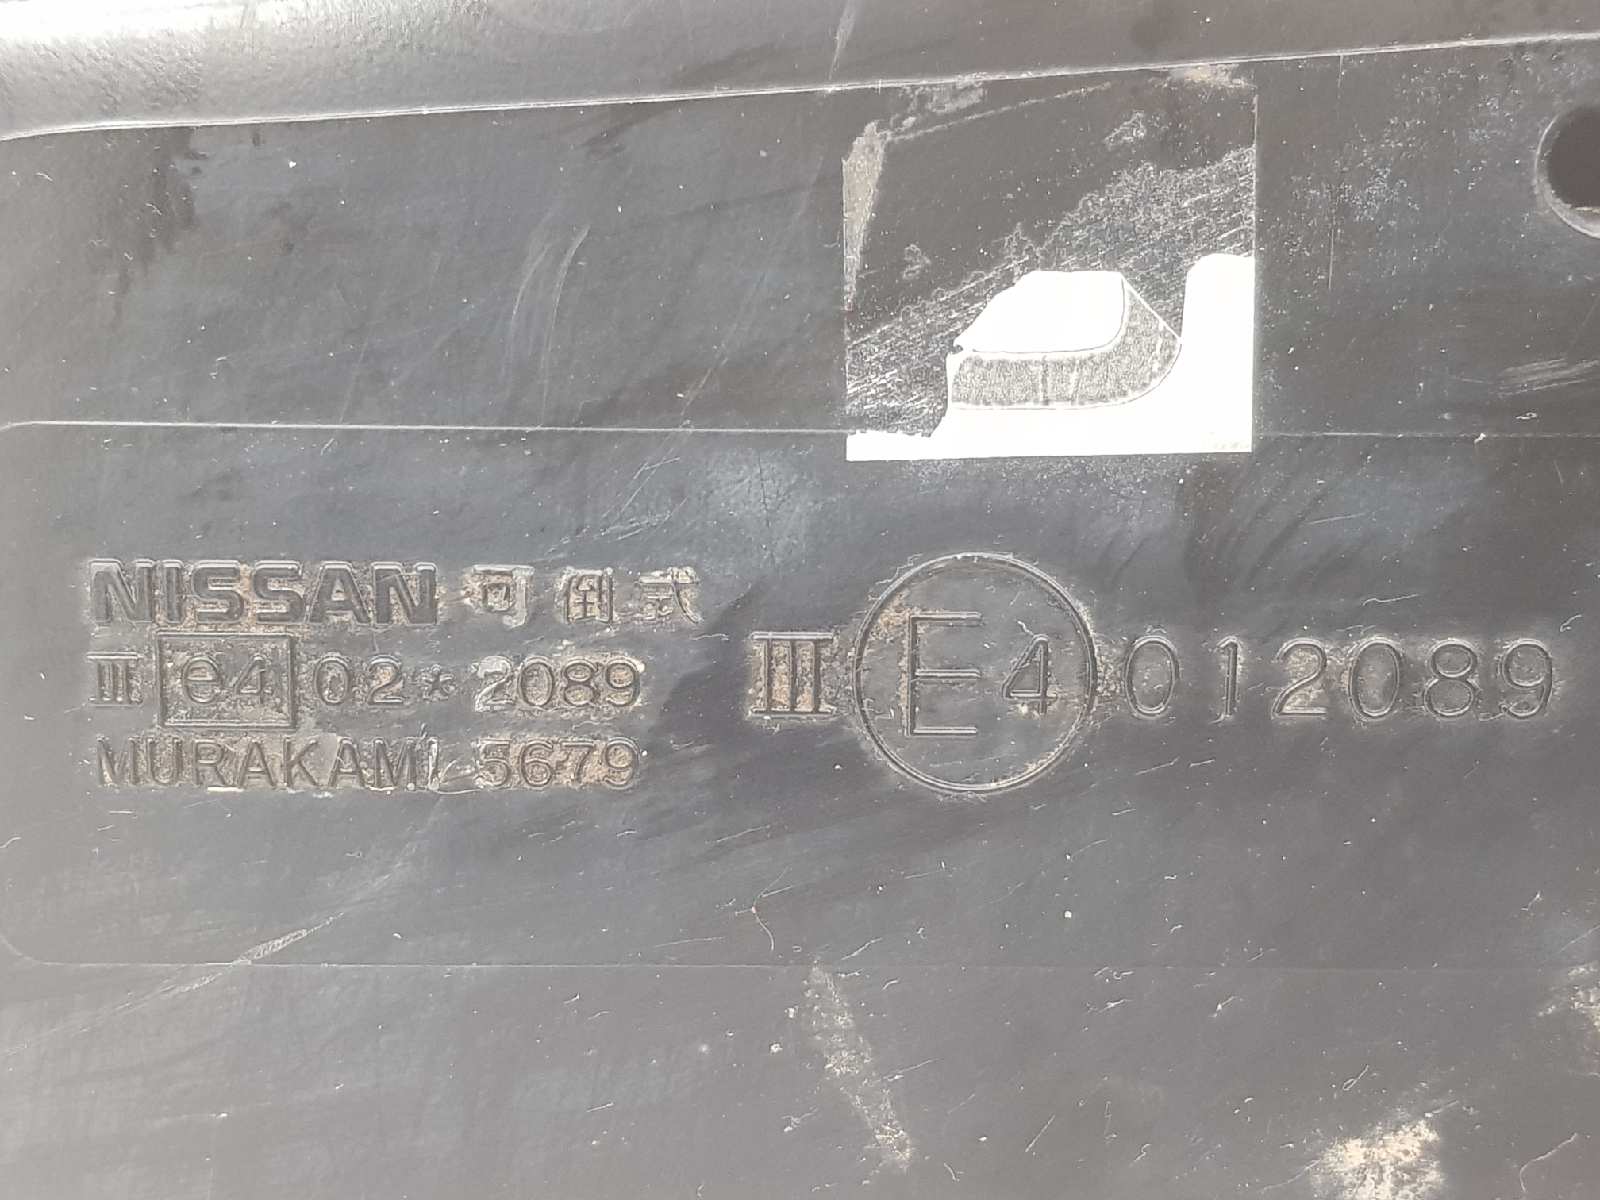 NISSAN 可倒式
III e4 02*2089
MURAKAMI 5679
III E4 012089